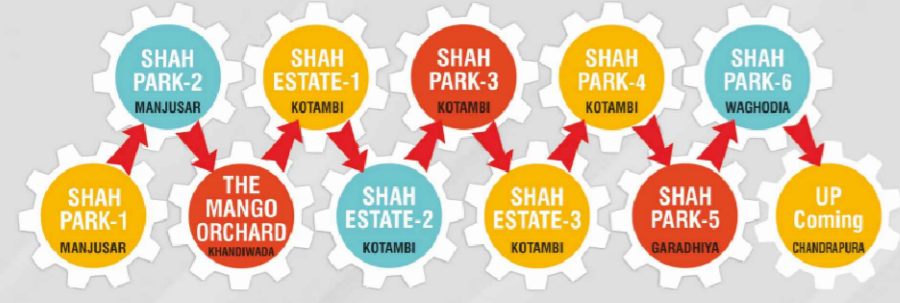 SHAH
PARK-1
MANJUSAR
SHAH
PARK-2
MANJUSAR
THE
MANGO
ORCHARD
KHANDIWADA
SHAH
ESTATE-1
KOTAMBI
SHAH
ESTATE-2
KOTAMBI
SHAH
PARK-3
KOTAMBI
SHAH
ESTATE-3
KOTAMBI
SHAH
PARK-4
KOTAMBI
SHAH
PARK-5
GARADHIYA
SHAH
PARK-6
WAGHODIA
UP
Coming
CHANDRAPURA